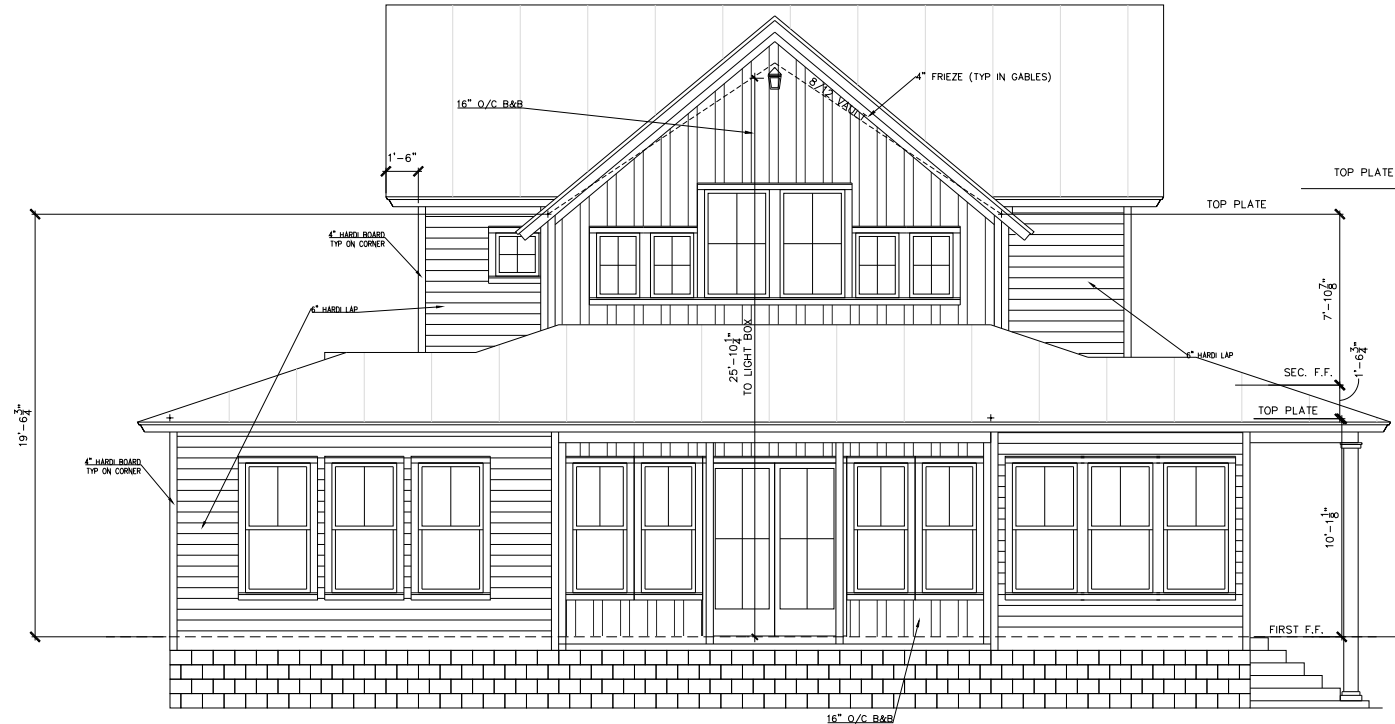 4" FRIEZE (TYP IN GABLES)
8/12 VAULT
16" O/C B&B
1'-6"
TOP PLATE
TOP PLATE
4" HARDI BOARD
TYP ON CORNER
6" HARDI LAP
7'-10 7/8"
25'-10 1/4"
TO LIGHT BOX
6" HARDI LAP
1'-6 3/4"
SEC. F.F.
TOP PLATE
19'-6 3/4"
4" HARDI BOARD
TYP ON CORNER
10'-1 1/8"
FIRST F.F.
16" O/C B&B